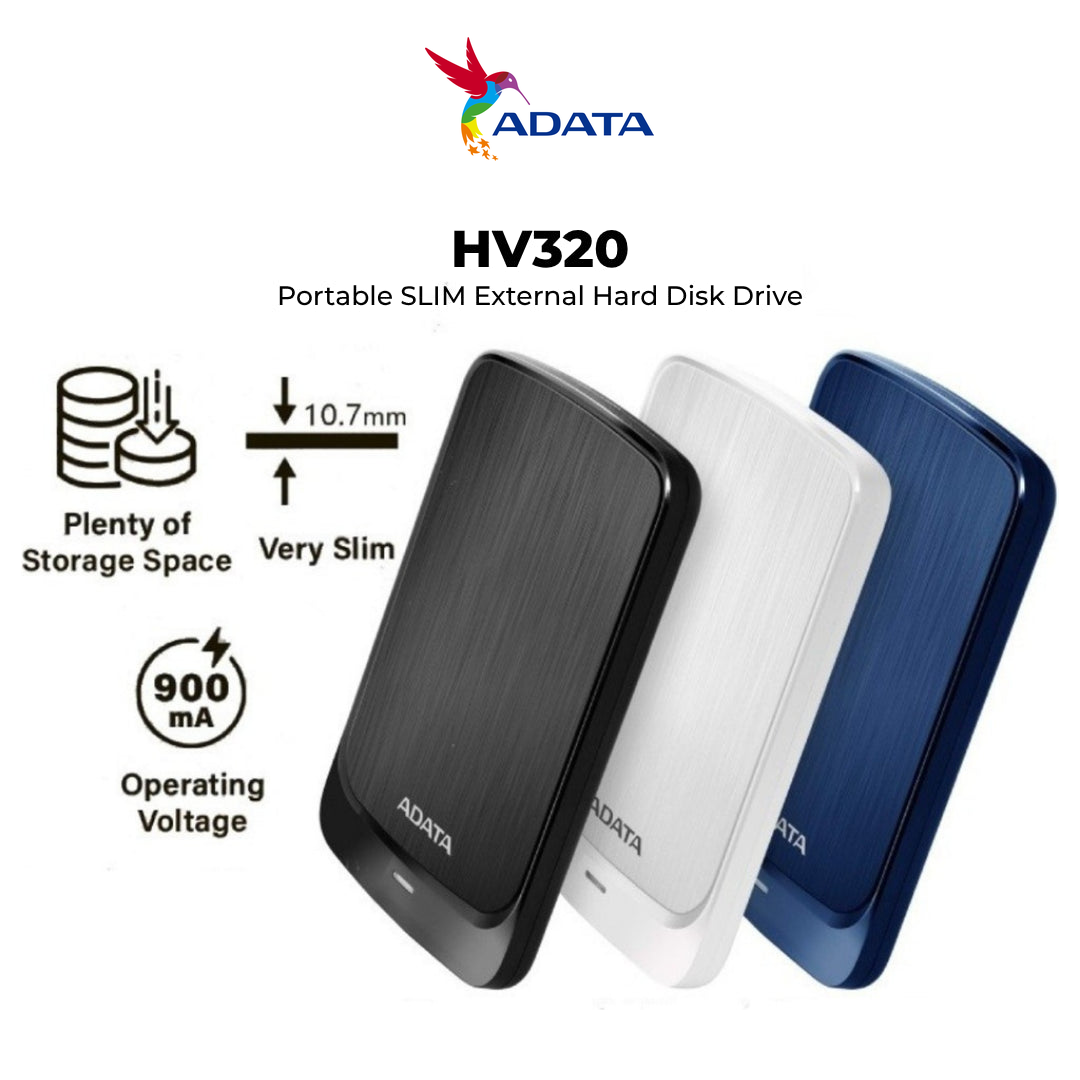 ADATA
HV320
Portable SLIM External Hard Disk Drive
10.7mm
Plenty of
Storage Space
Very Slim
900
mA
Operating
Voltage
ADATA
ADATA
ATA